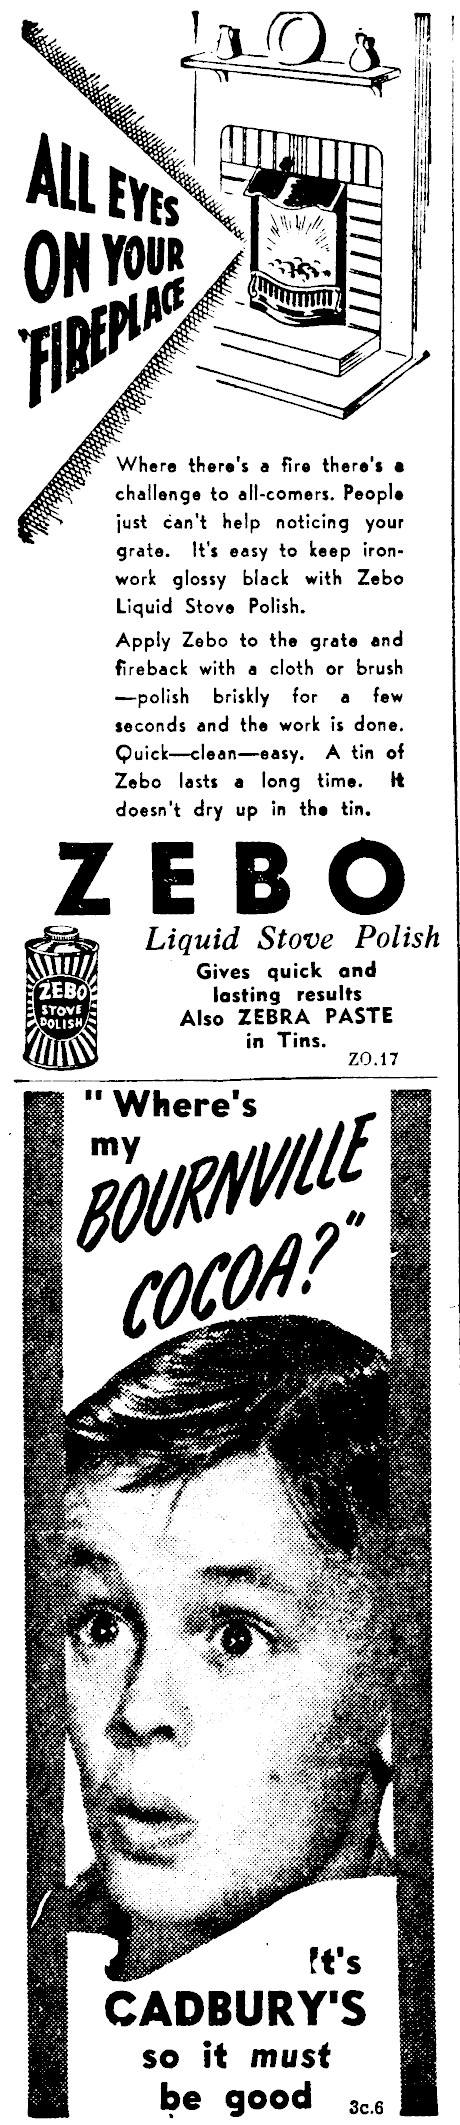 ALL EYES
ON YOUR
FIREPLACE
Where there's a fire there's a
challenge to all-comers. People
just can't help noticing your
grate. It's easy to keep iron-
work glossy black with Zebo
Liquid Stove Polish.
Apply Zebo to the grate and
fireback with a cloth or brush
—polish briskly for a few
seconds and the work is done.
Quick—clean—easy. A tin of
Zebo lasts a long time. It
doesn't dry up in the tin.
ZEBO
Liquid Stove Polish
ZEBO
STOVE
POLISH
Gives quick and
lasting results
Also ZEBRA PASTE
in Tins.
ZO.17
"Where's
my
BOURNVILLE
COCOA?"
It's
CADBURY'S
so it must
be good
3c.6